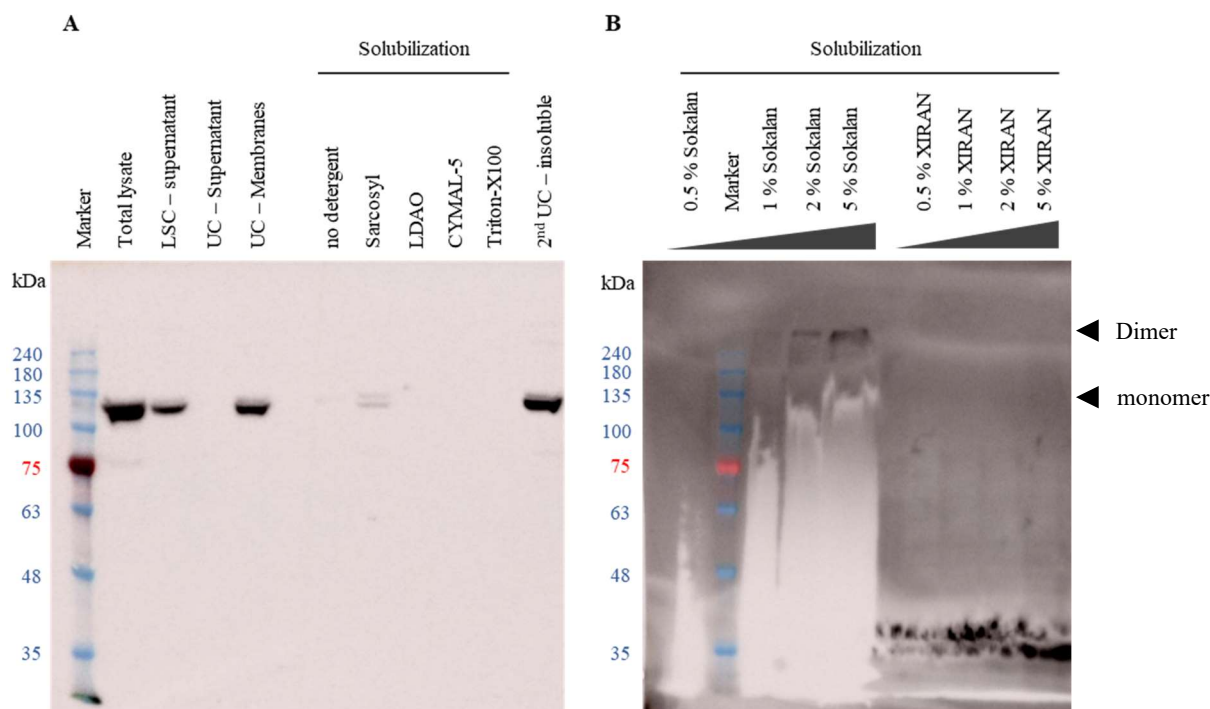 A
Solubilization
Marker
Total lysate
LSC – supernatant
UC – Supernatant
UC – Membranes
no detergent
Sarcosyl
LDAO
CYMAL-5
Triton-X100
2nd UC – insoluble
kDa
240
180
135
100
75
63
48
35
B
Solubilization
0.5 % Sokalan
Marker
1 % Sokalan
2 % Sokalan
5 % Sokalan
0.5 % XIRAN
1 % XIRAN
2 % XIRAN
5 % XIRAN
kDa
240
180
135
100
75
63
48
35
Dimer
monomer